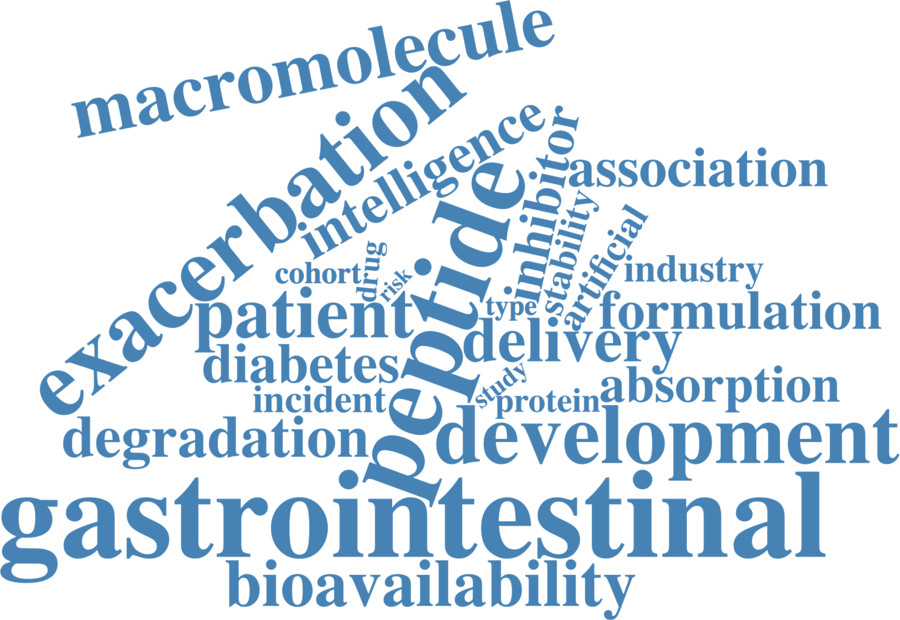 macromolecule
exacerbation
intelligence
peptide
inhibitor
association
stability
artificial
cohort
drug
risk
industry
patient
type
formulation
delivery
diabetes
study
absorption
incident
protein
degradation
development
gastrointestinal
bioavailability